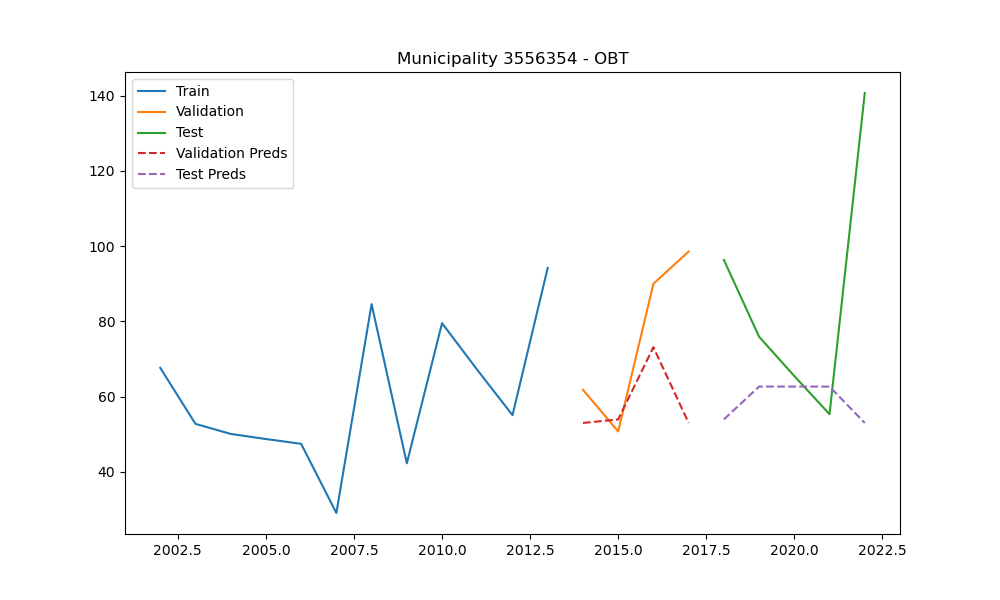 Municipality 3556354 - OBT
Train
Validation
Test
Validation Preds
Test Preds
140
120
100
80
60
40
2002.5 2005.0 2007.5 2010.0 2012.5 2015.0 2017.5 2020.0 2022.5